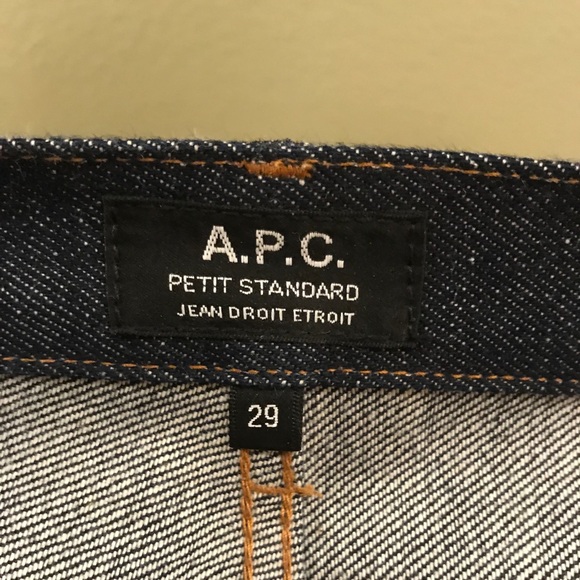 A.P.C.
PETIT STANDARD
JEAN DROIT ETROIT
29